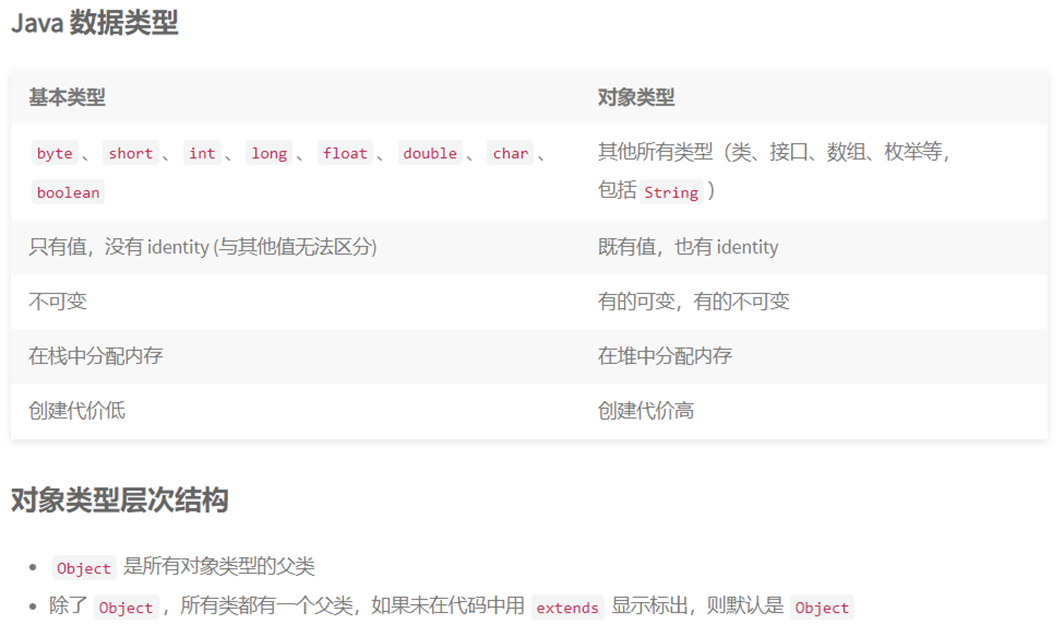 Java 数据类型
基本类型 对象类型
byte 、 short 、 int 、 long 、 float 、 double 、 char 、 其他所有类型（类、接口、数组、枚举等，
boolean 包括 String ）
只有值，没有 identity (与其他值无法区分) 既有值，也有 identity
不可变 有的可变，有的不可变
在栈中分配内存 在堆中分配内存
创建代价低 创建代价高
对象类型层次结构
• Object 是所有对象类型的父类
• 除了 Object ，所有类都有一个父类，如果未在代码中用 extends 显示标出，则默认是 Object